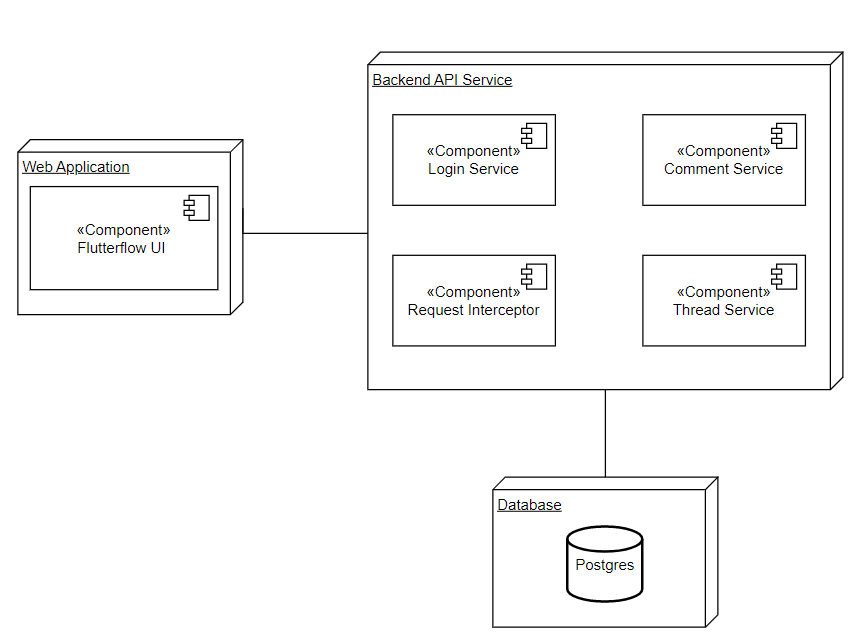 Backend API Service
«Component»
Login Service
«Component»
Comment Service
Web Application
«Component»
Flutterflow UI
«Component»
Request Interceptor
«Component»
Thread Service
Database
Postgres